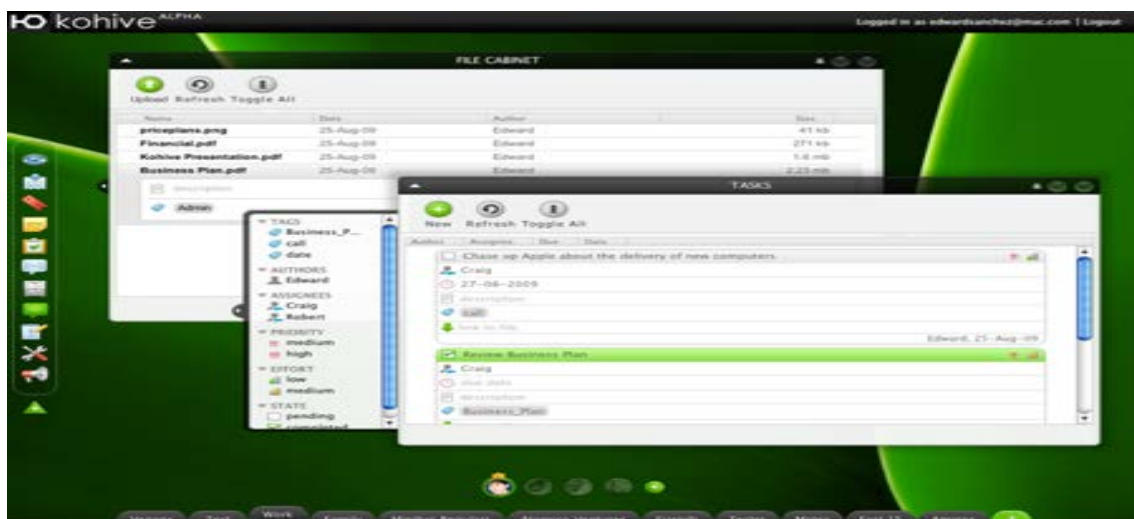 kohive ALPHA
Logged in as edwardsanchez@mac.com | Logout
FILE CABINET
Upload Refresh Toggle All
Name Date Author Size
priceplans.png 25-Aug-09 Edward 41 kb
Financial.pdf 25-Aug-09 Edward 271 kb
Kohive Presentation.pdf 25-Aug-09 Edward 1.6 mb
Business Plan.pdf 25-Aug-09 Edward 2.23 mb
description
Admin
TAGS
Business_P...
call
date
AUTHORS
Edward
ASSIGNEES
Craig
Robert
PRIORITY
medium
high
EFFORT
low
medium
STATE
pending
completed
TASKS
New Refresh Toggle All
Author Assignee Due Date
Chase up Apple about the delivery of new computers
Craig
27-08-2009
description
call
link to file
Edward, 25-Aug-09
Review Business Plan
Craig
due date
description
Business_Plan
Work Family